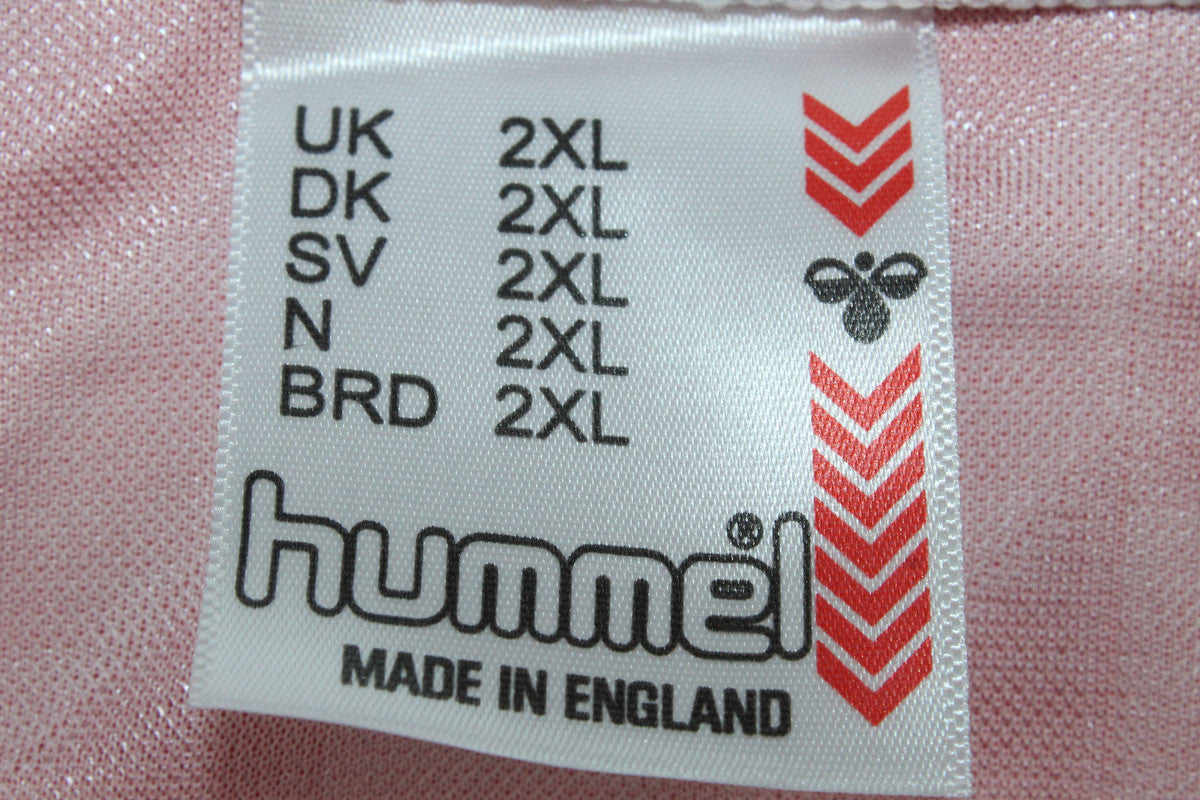 UK 2XL
DK 2XL
SV 2XL
N 2XL
BRD 2XL
hummel®
MADE IN ENGLAND